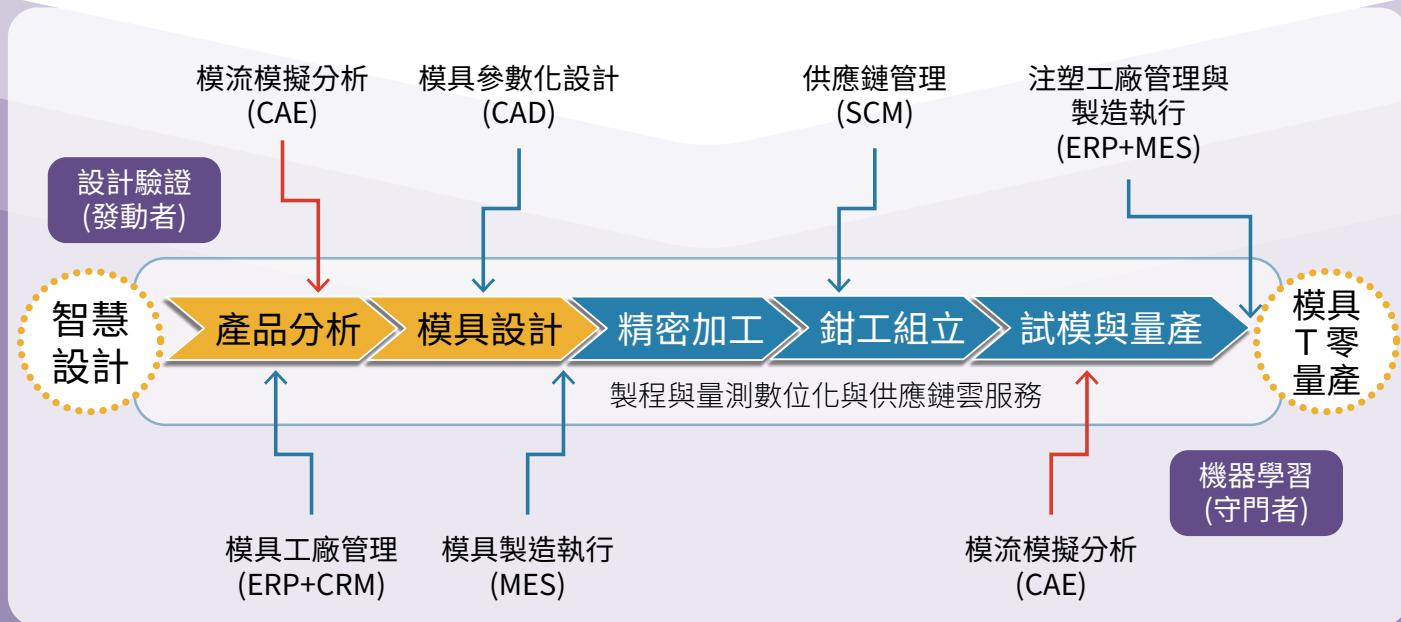 模流模擬分析
(CAE)
模具參數化設計
(CAD)
供應鏈管理
(SCM)
注塑工廠管理與
製造執行
(ERP+MES)
設計驗證
(發動者)
智慧
設計
產品分析
模具設計
精密加工
鉗工組立
試模與量產
模具
T 零
量產
製程與量測數位化與供應鏈雲服務
機器學習
(守門者)
模具工廠管理
(ERP+CRM)
模具製造執行
(MES)
模流模擬分析
(CAE)